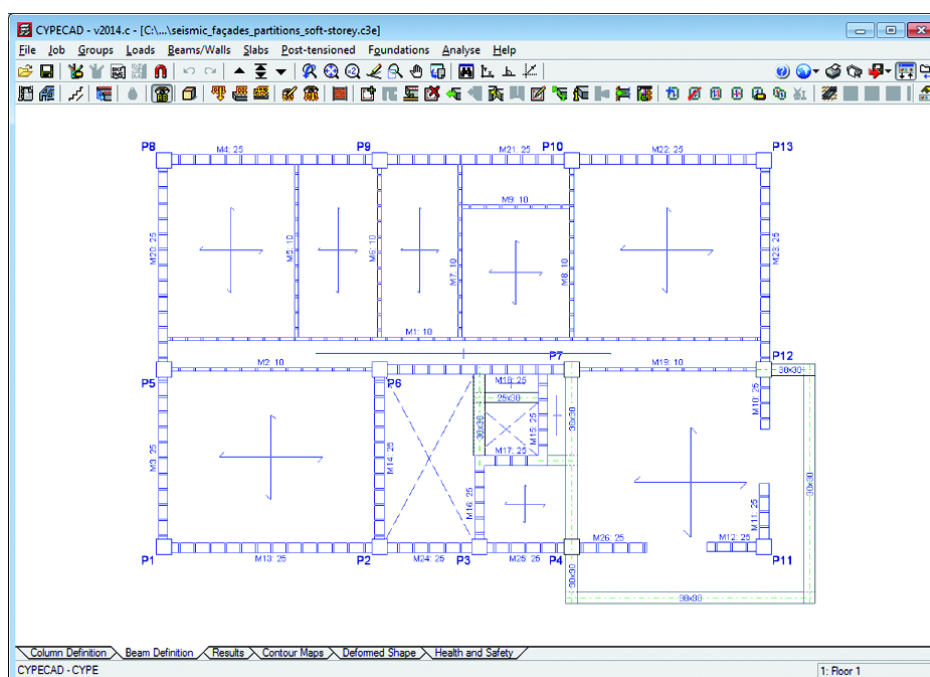 CYPECAD - v2014.c - [C:\...\seismic_façades_partitions_soft-storey.c3e]
File Job Groups Loads Beams/Walls Slabs Post-tensioned Foundations Analyse Help
P8 M4: 25 P9 M21: 25 P10 M22: 25 P13
M9: 10
M20: 25 M5: 10 M6: 10 M7: 10 M8: 10 M23: 25
M1: 10
P7 P12
M2: 10 M19: 10 30x30
P5 P6 M18: 25
25x30
M18: 25
30x30 M15: 25 30x30
M17: 25
M3: 25 M14: 25 30x30
M16: 25 M11: 25
M26: 25 M12: 25
P1 M13: 25 P2 M24: 25 P3 M25: 25 P4 P11
30x30
30x30
Column Definition Beam Definition Results Contour Maps Deformed Shape Health and Safety
CYPECAD - CYPE 1: Floor 1